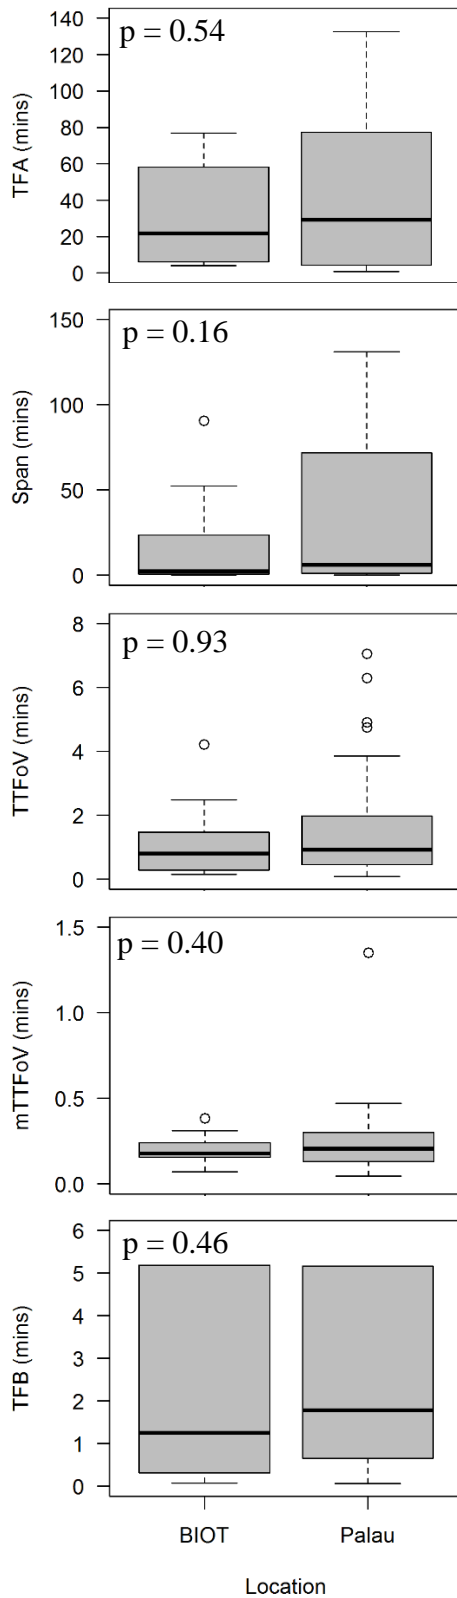 p = 0.54
TFA (mins)
140
120
100
80
60
40
20
0
p = 0.16
Span (mins)
150
100
50
0
p = 0.93
TTFoV (mins)
8
6
4
2
0
p = 0.40
mTTFoV (mins)
1.5
1.0
0.5
0.0
p = 0.46
TFB (mins)
6
5
4
3
2
1
0
BIOT Palau
Location